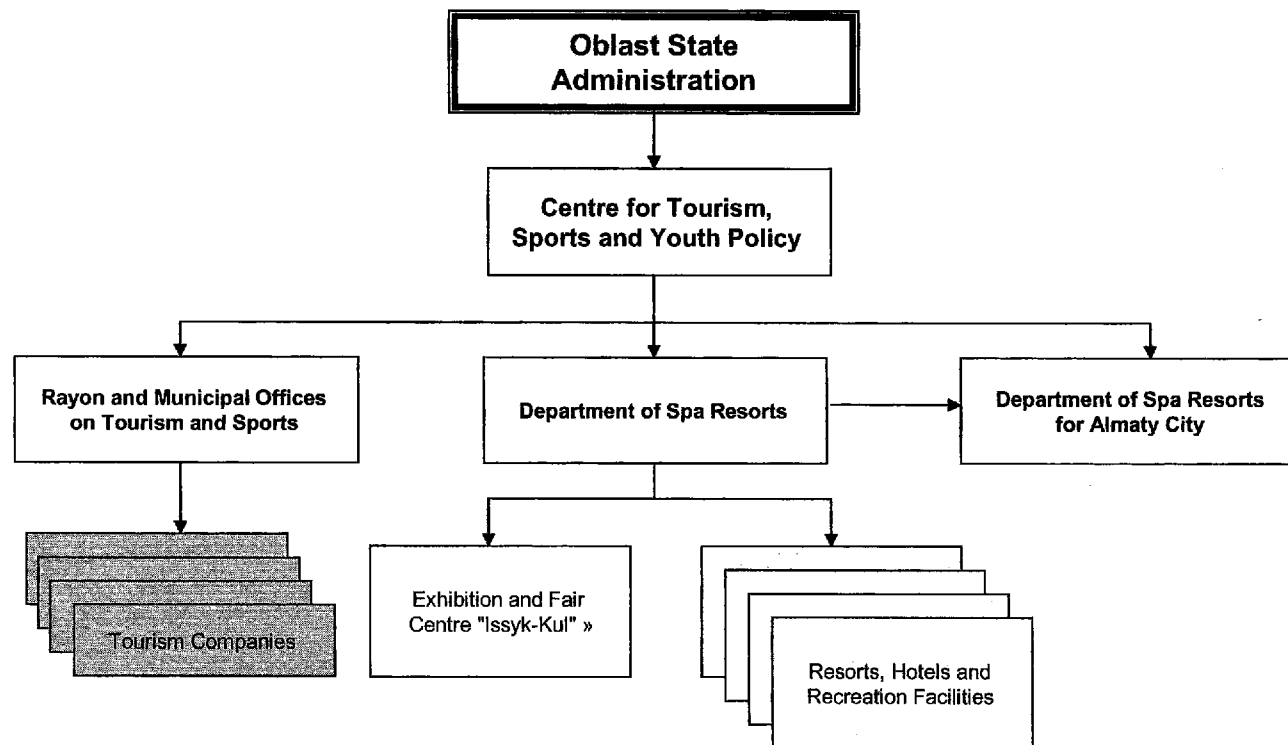 Oblast State
Administration
Centre for Tourism,
Sports and Youth Policy
Rayon and Municipal Offices
on Tourism and Sports
Department of Spa Resorts
Department of Spa Resorts
for Almaty City
Tourism Companies
Exhibition and Fair
Centre "Issyk-Kul" »
Resorts, Hotels and
Recreation Facilities